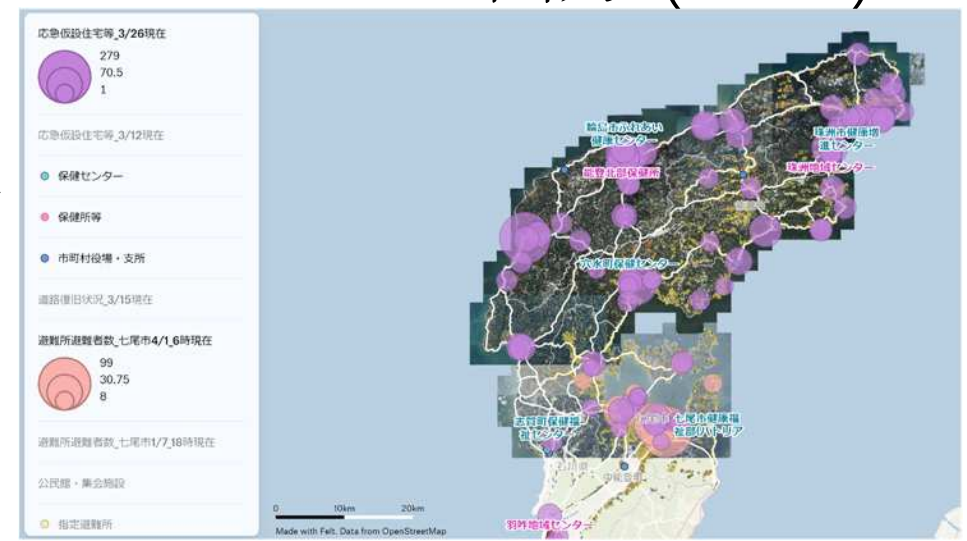 応急仮設住宅等_3/26現在
279
70.5
1
応急仮設住宅等_3/12現在
保健センター
保健所等
市町村役場・支所
道路復旧状況_3/15現在
避難所避難者数_七尾市4/1_6時現在
99
30.75
8
避難所避難者数_七尾市1/7_18時現在
公民館・集会施設
指定避難所
輪島市ふれあい
健康センター
能登北部保健所
珠洲市健康増
進センター
珠洲地域センター
穴水町保健センター
志賀町保健福
祉センター
七尾市健康福
祉部(パトリア
石川県
中能登町
羽咋地域センター
0 10km 20km
Made with Felt. Data from OpenStreetMap